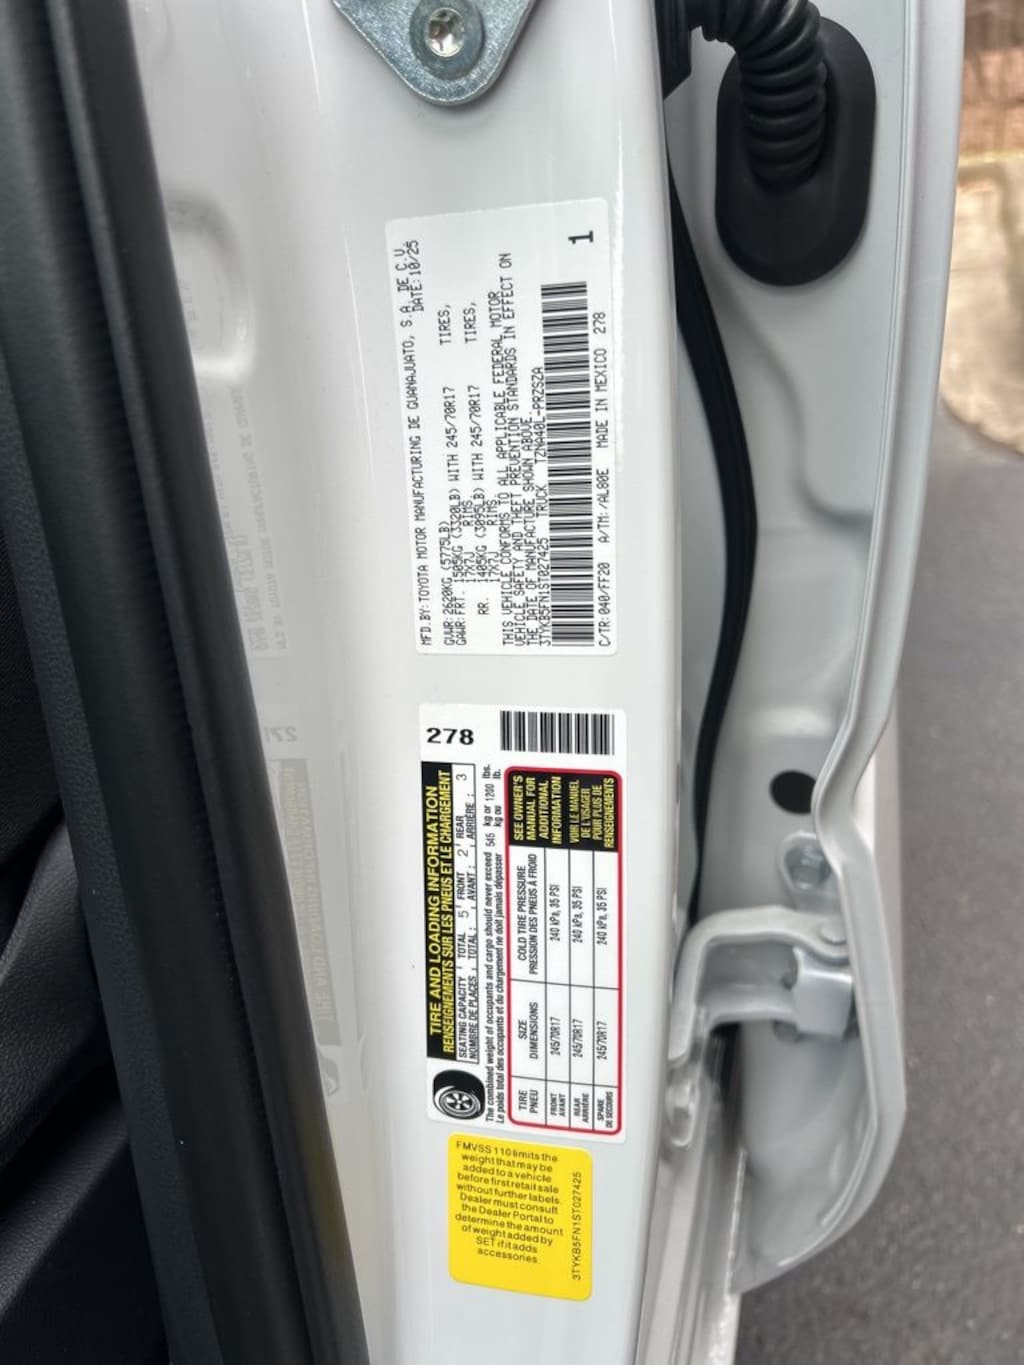 MFD.BY:TOYOTA MOTOR MANUFACTURING DE GUANAJUATO, S.A. DE C.V.
DATE:10/25
GVWR:2620KG(5775LB)
GAWR:FRT. 1505KG (3320LB) WITH 245/70R17 TIRES,
17X7J RIMS
RR. 1405KG (3095LB) WITH 245/70R17 TIRES,
17X7J RIMS
THIS VEHICLE CONFORMS TO ALL APPLICABLE FEDERAL MOTOR
VEHICLE SAFETY AND THEFT PREVENTION STANDARDS IN EFFECT ON
THE DATE OF MANUFACTURE SHOWN ABOVE.
3TYKB5FN1ST027425 TRUCK TZNA40L-PRZSZA
1
C/TR:040/FF20 A/TM:/AL80E MADE IN MEXICO 278
278
TIRE AND LOADING INFORMATION
RENSEIGNEMENTS SUR LES PNEUS ET LE CHARGEMENT
SEATING CAPACITY TOTAL 5 FRONT 2 REAR 3
NOMBRE DE PLACES : TOTAL : AVANT : ARRIÈRE :
The combined weight of occupants and cargo should never exceed 545 kg or 1200 lbs.
Le poids total des occupants et du chargement ne doit jamais dépasser kg ou lb.
TIRE SIZE COLD TIRE PRESSURE
PNEU DIMENSIONS PRESSION DES PNEUS À FROID
FRONT
AVANT 245/70R17 240 kPa, 35 PSI
REAR
ARRIÈRE 245/70R17 240 kPa, 35 PSI
SPARE
DE SECOURS 245/70R17 240 kPa, 35 PSI
SEE OWNER'S
MANUAL FOR
ADDITIONAL
INFORMATION
VOIR LE MANUEL
DE L'USAGER
POUR PLUS DE
RENSEIGNEMENTS
FMVSS 110 limits the
weight that may be
added to a vehicle
before first retail sale
without further labels.
Dealer must consult
the Dealer Portal to
determine the amount
of weight added by
SET if it adds
accessories.
3TYKB5FN1ST027425